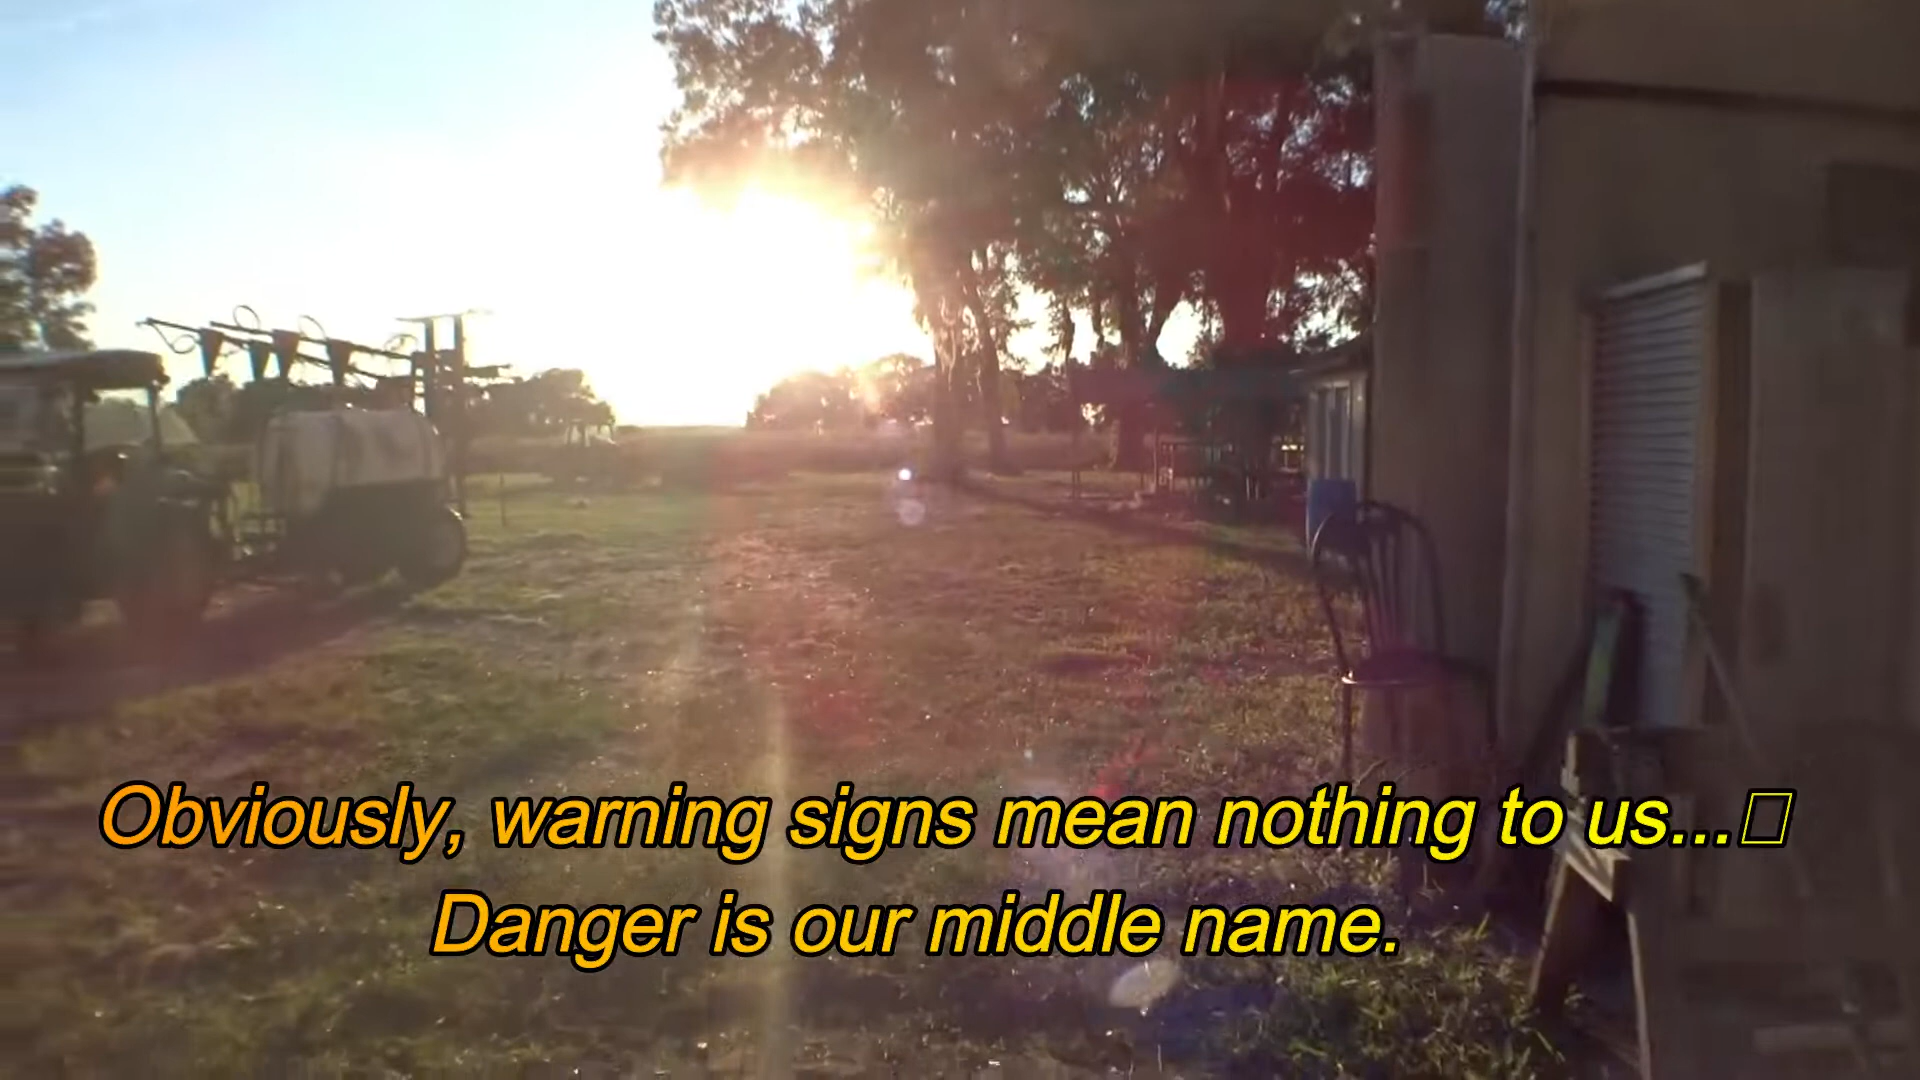 Obviously, warning signs mean nothing to us...
Danger is our middle name.